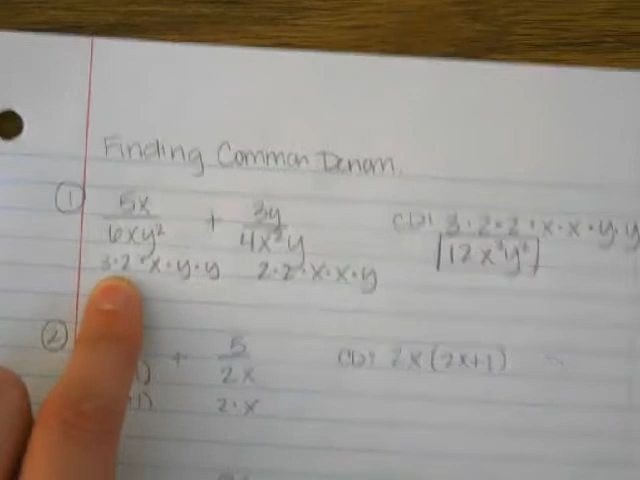 Finding Common Denom.
① 5x/6xy² + 3y/4x²y CD: 3·2·2·x·x·y·y
3·2·x·y·y 2·2·x·x·y [12x²y²]
② + 5/2x CD: 2x(2x+1)
2·x